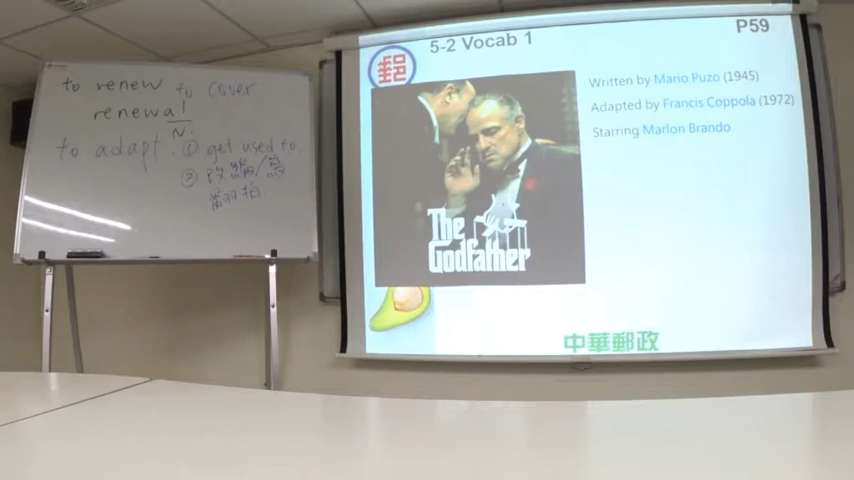 to renew to cover
renewal
N.
to adapt. ① get used to.
② 改編/寫
翻拍.
5-2 Vocab 1
P59
郵
Written by Mario Puzo (1945)
Adapted by Francis Coppola (1972)
Starring Marlon Brando
The
Godfather
中華郵政